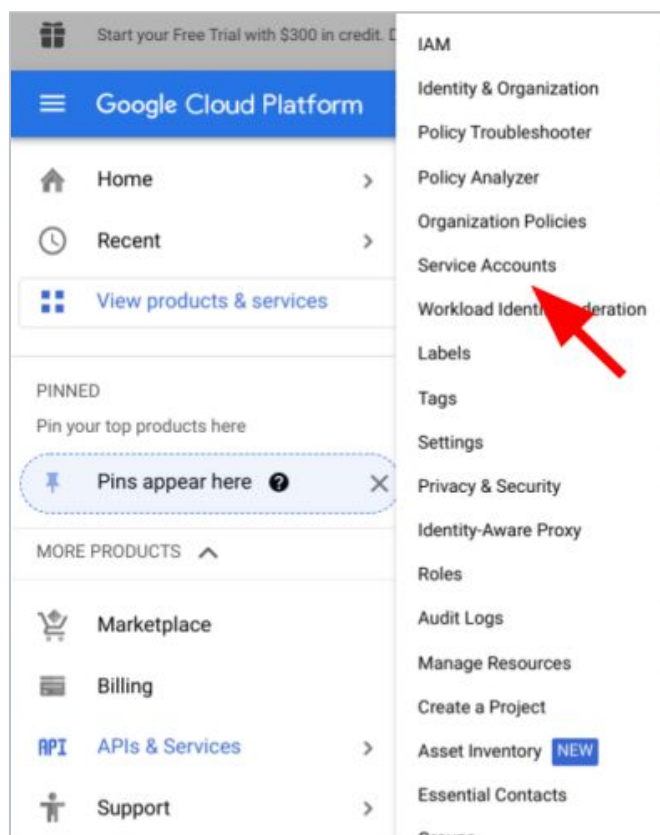 Start your Free Trial with $300 in credit.
Google Cloud Platform
Home
Recent
View products & services
PINNED
Pin your top products here
Pins appear here
MORE PRODUCTS
Marketplace
Billing
API APIs & Services
Support
IAM
Identity & Organization
Policy Troubleshooter
Policy Analyzer
Organization Policies
Service Accounts
Workload Identi deration
Labels
Tags
Settings
Privacy & Security
Identity-Aware Proxy
Roles
Audit Logs
Manage Resources
Create a Project
Asset Inventory NEW
Essential Contacts